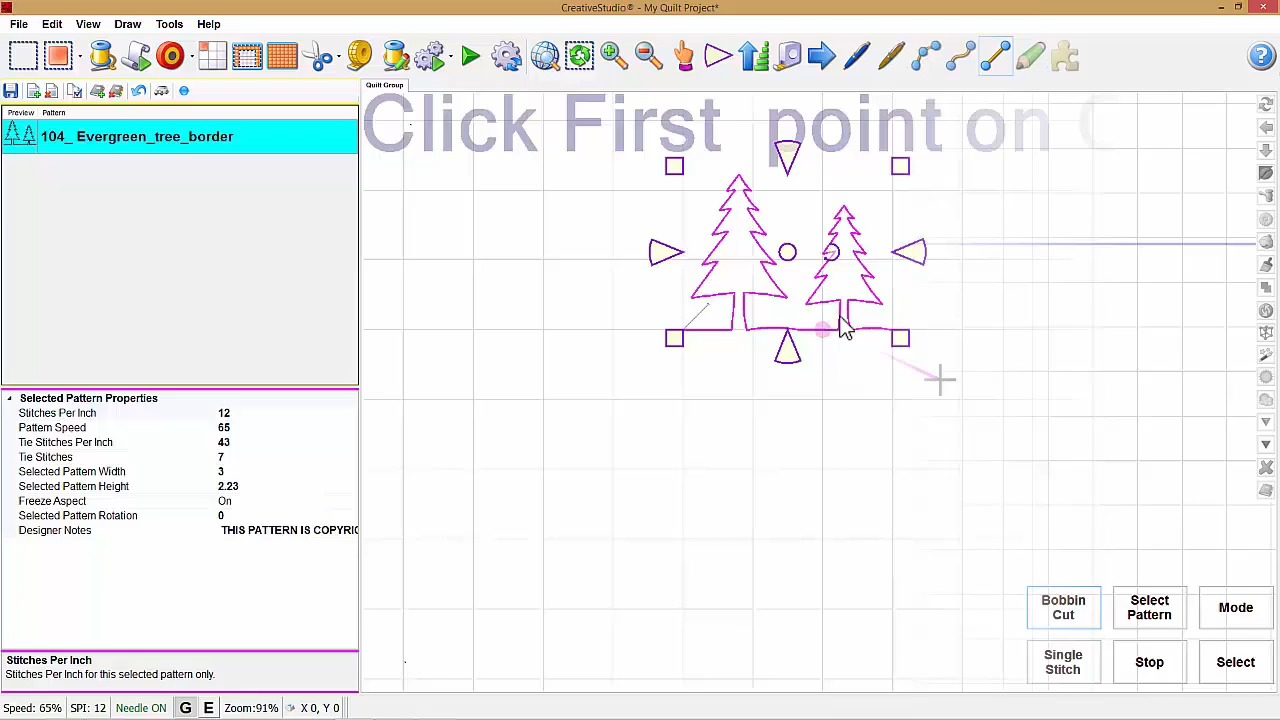 CreativeStudio® - My Quilt Project*
File Edit View Draw Tools Help
Quilt Group
Preview Pattern
104_ Evergreen_tree_border
Click First point on
Selected Pattern Properties
Stitches Per Inch 12
Pattern Speed 65
Tie Stitches Per Inch 43
Tie Stitches 7
Selected Pattern Width 3
Selected Pattern Height 2.23
Freeze Aspect On
Selected Pattern Rotation 0
Designer Notes THIS PATTERN IS COPYRIG
Bobbin Cut
Select Pattern
Mode
Single Stitch
Stop
Select
Stitches Per Inch
Stitches Per Inch for this selected pattern only.
Speed: 65% SPI: 12 Needle ON G E Zoom:91% X 0, Y 0